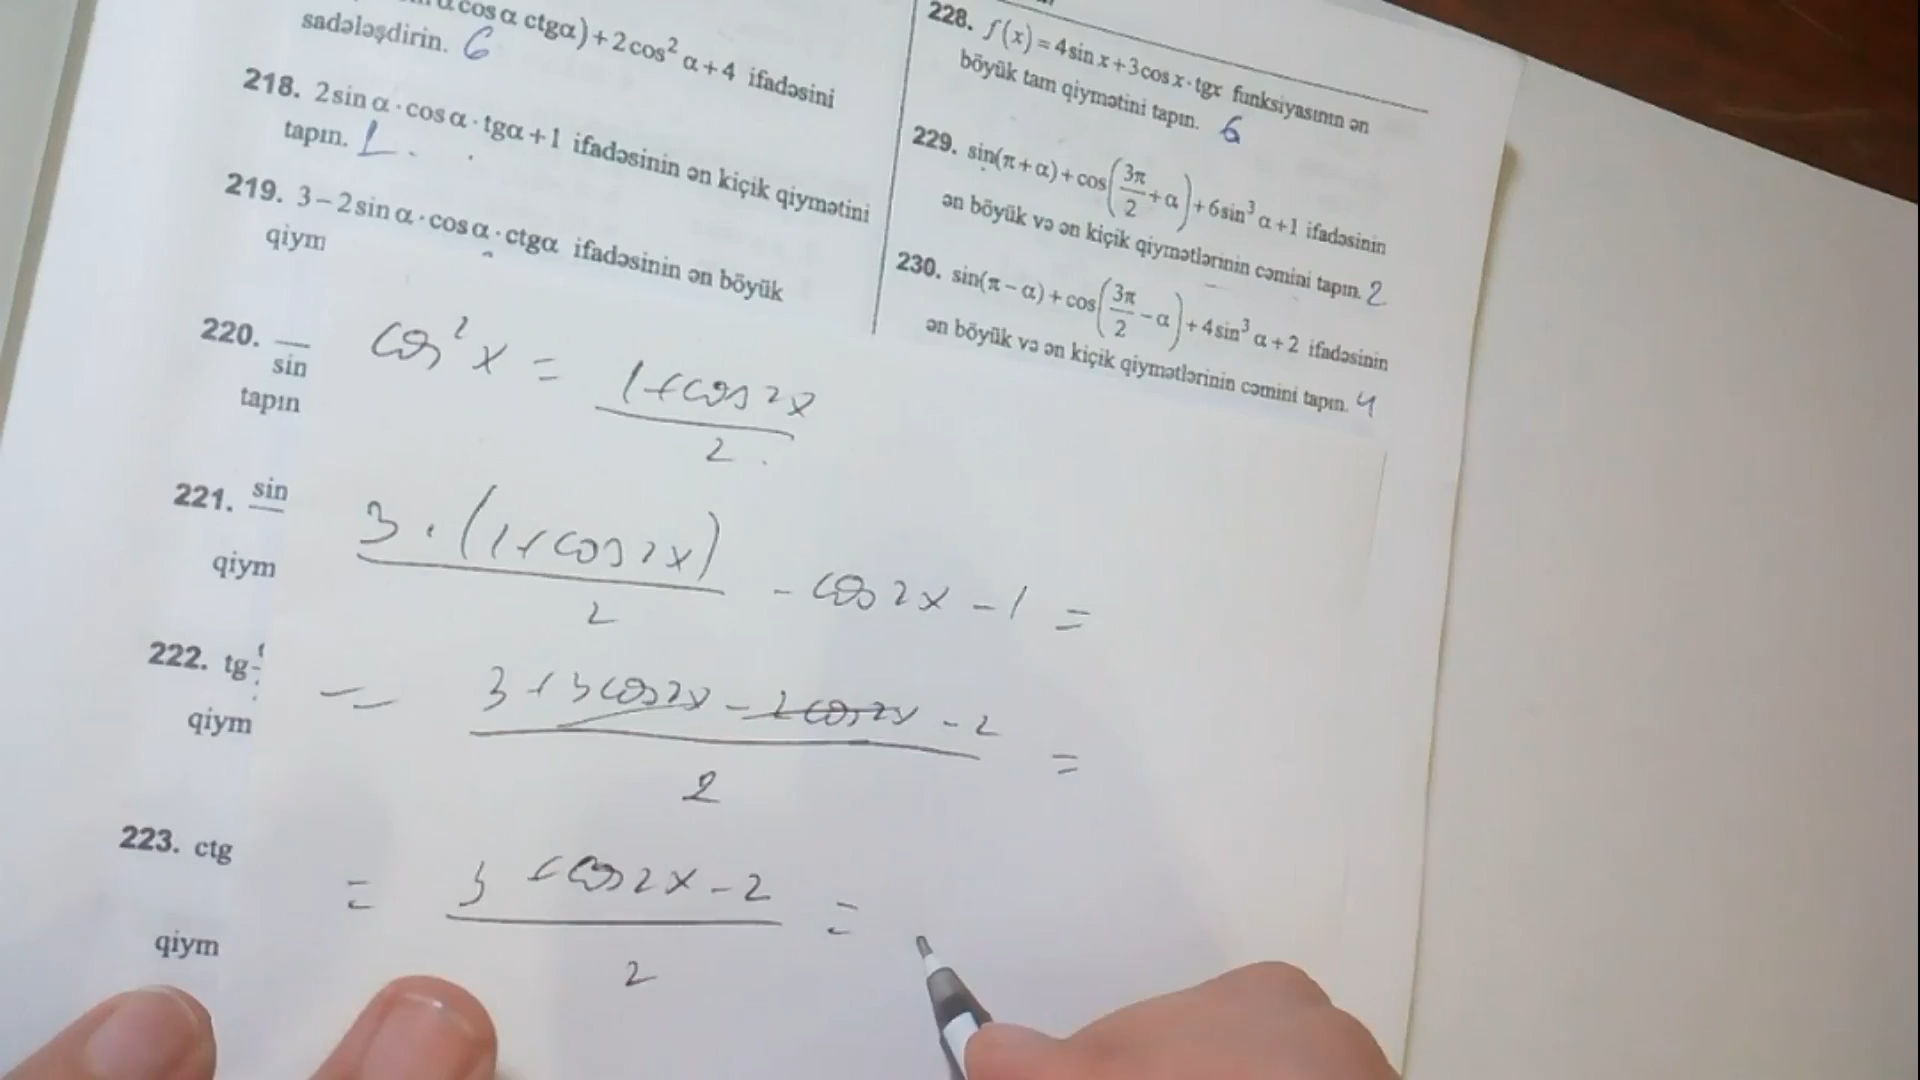 cos α ctgα) + 2cos² α + 4 ifadəsini
sadələşdirin. 6
218. 2sin α · cos α · tgα + 1 ifadəsinin ən kiçik qiymətini
tapın. 1.
219. 3 − 2sin α · cos α · ctgα ifadəsinin ən böyük
qiym
220.
sin
tapın
221. sin
qiym
222. tg
qiym
223. ctg
qiym
228. f(x) = 4sin x + 3cos x · tgx funksiyasının ən
böyük tam qiymətini tapın. 6
229. sin(π + α) + cos(3π/2 + α) + 6sin³ α + 1 ifadəsinin
ən böyük və ən kiçik qiymətlərinin cəmini tapın. 2
230. sin(π − α) + cos(3π/2 − α) + 4sin³ α + 2 ifadəsinin
ən böyük və ən kiçik qiymətlərinin cəmini tapın. 4
cos² x = (1 + cos 2x)/2
3 · (1 + cos 2x)/2 − cos 2x − 1 =
= (3 + 3cos 2x − 2cos 2x − 2)/2 =
= (3 + cos 2x − 2)/2 =